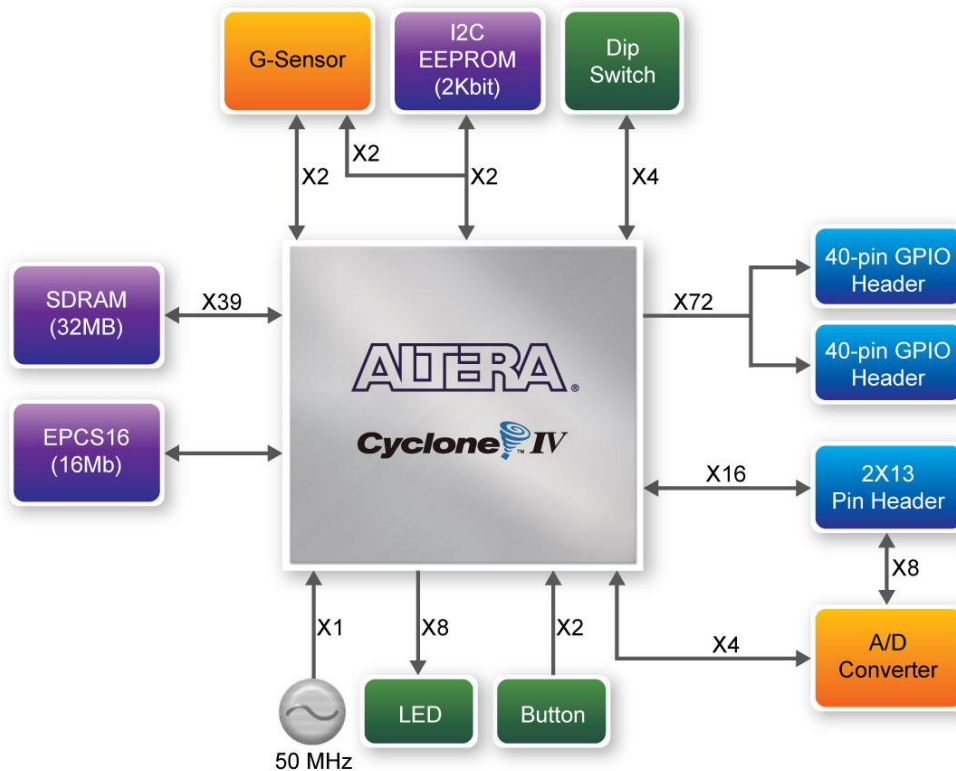 G-Sensor
I2C
EEPROM
(2Kbit)
Dip
Switch
X2
X2
X2
X4
SDRAM
(32MB)
X39
EPCS16
(16Mb)
ALTERA®
Cyclone™ IV
X72
40-pin GPIO
Header
40-pin GPIO
Header
X16
2X13
Pin Header
X8
X4
A/D
Converter
X1
X8
X2
50 MHz
LED
Button